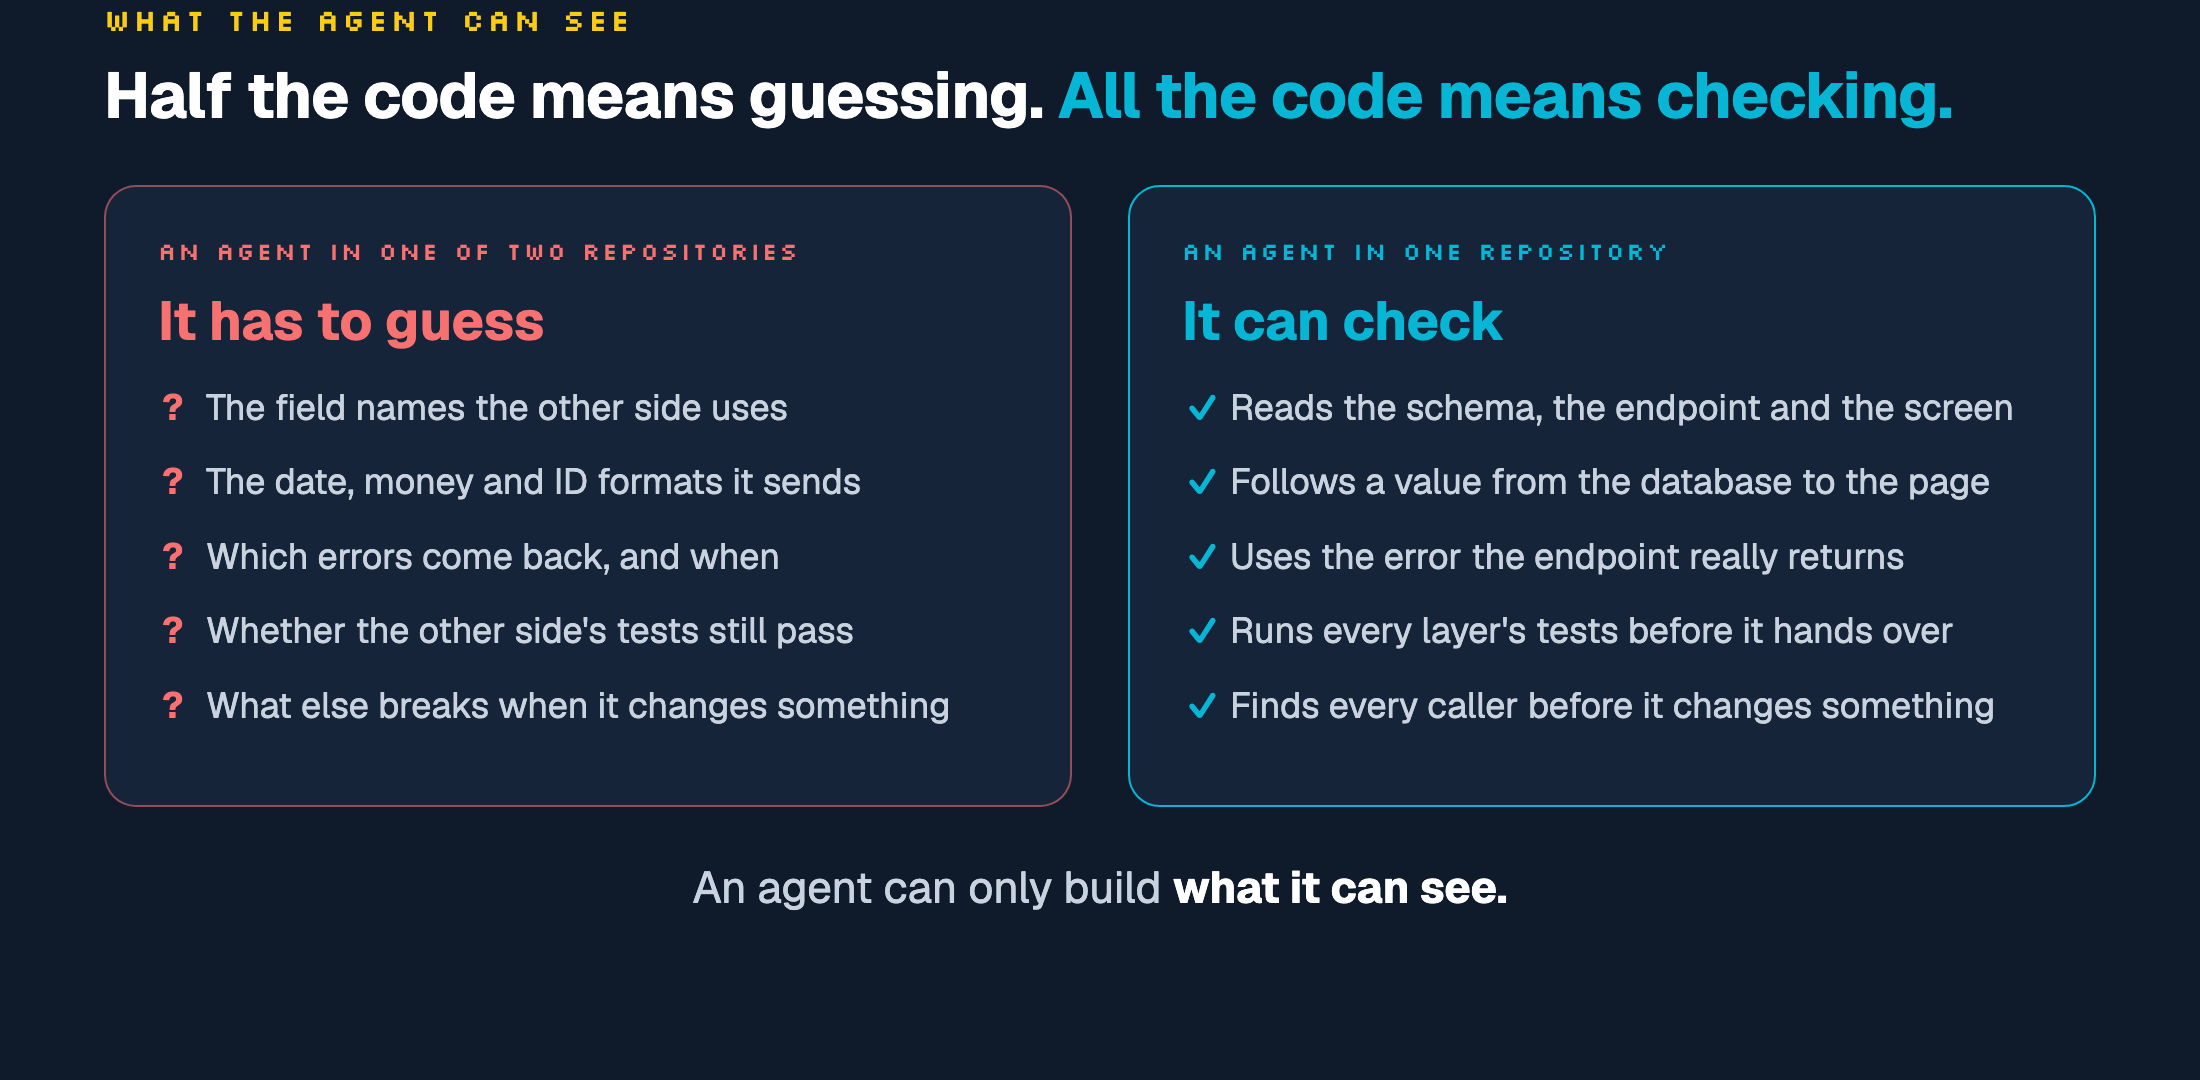 WHAT THE AGENT CAN SEE
Half the code means guessing. All the code means checking.
AN AGENT IN ONE OF TWO REPOSITORIES
It has to guess
? The field names the other side uses
? The date, money and ID formats it sends
? Which errors come back, and when
? Whether the other side's tests still pass
? What else breaks when it changes something
AN AGENT IN ONE REPOSITORY
It can check
✓ Reads the schema, the endpoint and the screen
✓ Follows a value from the database to the page
✓ Uses the error the endpoint really returns
✓ Runs every layer's tests before it hands over
✓ Finds every caller before it changes something
An agent can only build what it can see.